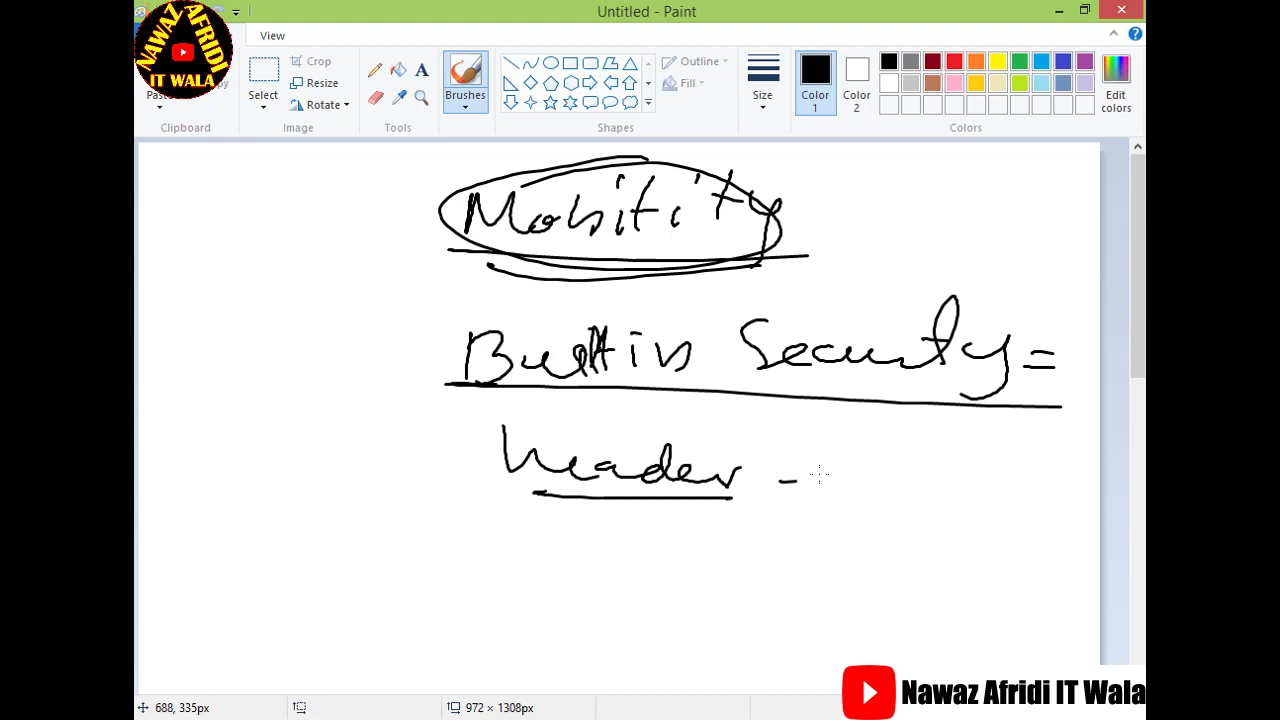 Untitled - Paint
NAWAZ AFRIDI
IT WALA
View
Paste
Clipboard
Select
Crop
Resize
Rotate
Image
Tools
Brushes
Shapes
Outline
Fill
Size
Color 1
Color 2
Edit colors
Colors
Mobitity
Built in Security =
header -
688, 335px
972 × 1308px
Nawaz Afridi IT Wala